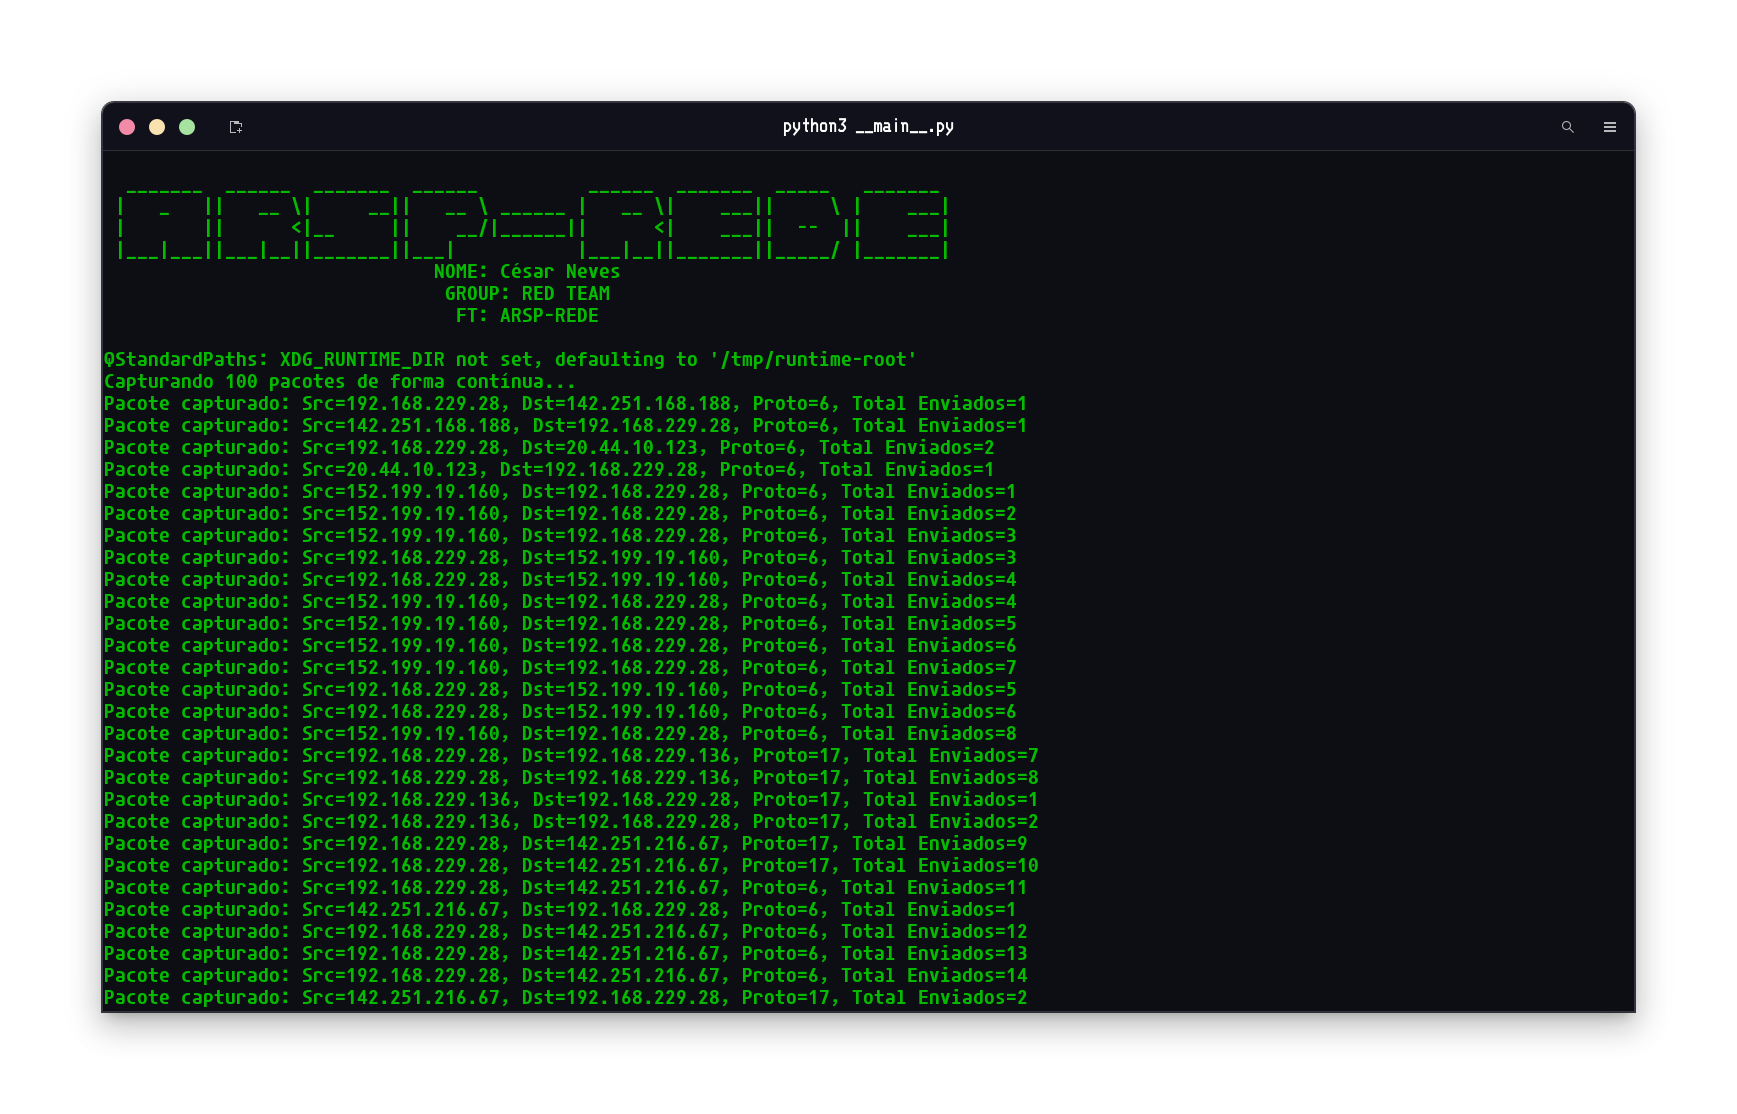 python3 __main__.py
ARSP-REDE
NOME: César Neves
GROUP: RED TEAM
FT: ARSP-REDE
QStandardPaths: XDG_RUNTIME_DIR not set, defaulting to '/tmp/runtime-root'
Capturando 100 pacotes de forma contínua...
Pacote capturado: Src=192.168.229.28, Dst=142.251.168.188, Proto=6, Total Enviados=1
Pacote capturado: Src=142.251.168.188, Dst=192.168.229.28, Proto=6, Total Enviados=1
Pacote capturado: Src=192.168.229.28, Dst=20.44.10.123, Proto=6, Total Enviados=2
Pacote capturado: Src=20.44.10.123, Dst=192.168.229.28, Proto=6, Total Enviados=1
Pacote capturado: Src=152.199.19.160, Dst=192.168.229.28, Proto=6, Total Enviados=1
Pacote capturado: Src=152.199.19.160, Dst=192.168.229.28, Proto=6, Total Enviados=2
Pacote capturado: Src=152.199.19.160, Dst=192.168.229.28, Proto=6, Total Enviados=3
Pacote capturado: Src=192.168.229.28, Dst=152.199.19.160, Proto=6, Total Enviados=3
Pacote capturado: Src=192.168.229.28, Dst=152.199.19.160, Proto=6, Total Enviados=4
Pacote capturado: Src=152.199.19.160, Dst=192.168.229.28, Proto=6, Total Enviados=4
Pacote capturado: Src=152.199.19.160, Dst=192.168.229.28, Proto=6, Total Enviados=5
Pacote capturado: Src=152.199.19.160, Dst=192.168.229.28, Proto=6, Total Enviados=6
Pacote capturado: Src=152.199.19.160, Dst=192.168.229.28, Proto=6, Total Enviados=7
Pacote capturado: Src=192.168.229.28, Dst=152.199.19.160, Proto=6, Total Enviados=5
Pacote capturado: Src=192.168.229.28, Dst=152.199.19.160, Proto=6, Total Enviados=6
Pacote capturado: Src=152.199.19.160, Dst=192.168.229.28, Proto=6, Total Enviados=8
Pacote capturado: Src=192.168.229.28, Dst=192.168.229.136, Proto=17, Total Enviados=7
Pacote capturado: Src=192.168.229.28, Dst=192.168.229.136, Proto=17, Total Enviados=8
Pacote capturado: Src=192.168.229.136, Dst=192.168.229.28, Proto=17, Total Enviados=1
Pacote capturado: Src=192.168.229.136, Dst=192.168.229.28, Proto=17, Total Enviados=2
Pacote capturado: Src=192.168.229.28, Dst=142.251.216.67, Proto=17, Total Enviados=9
Pacote capturado: Src=192.168.229.28, Dst=142.251.216.67, Proto=17, Total Enviados=10
Pacote capturado: Src=192.168.229.28, Dst=142.251.216.67, Proto=6, Total Enviados=11
Pacote capturado: Src=142.251.216.67, Dst=192.168.229.28, Proto=6, Total Enviados=1
Pacote capturado: Src=192.168.229.28, Dst=142.251.216.67, Proto=6, Total Enviados=12
Pacote capturado: Src=192.168.229.28, Dst=142.251.216.67, Proto=6, Total Enviados=13
Pacote capturado: Src=192.168.229.28, Dst=142.251.216.67, Proto=6, Total Enviados=14
Pacote capturado: Src=142.251.216.67, Dst=192.168.229.28, Proto=17, Total Enviados=2